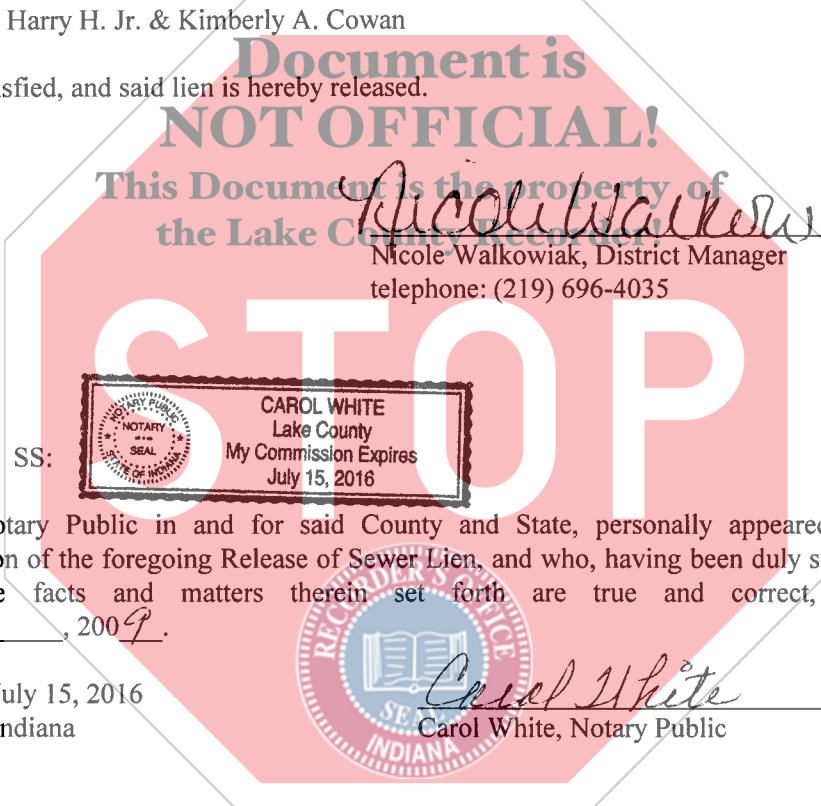 Harry H. Jr. & Kimberly A. Cowan
Document is
sfied, and said lien is hereby released.
NOT OFFICIAL!
This Document is the property of
the Lake County Recorder!
Nicole Walkow
Nicole Walkowiak, District Manager
telephone: (219) 696-4035
STOP
NOTARY PUBLIC
NOTARY
SEAL
STATE OF INDIANA
CAROL WHITE
Lake County
My Commission Expires
July 15, 2016
SS:
otary Public in and for said County and State, personally appeared
on of the foregoing Release of Sewer Lien, and who, having been duly s
e facts and matters therein set forth are true and correct,
, 2009.
RECORDER'S OFFICE
SEAL
INDIANA
July 15, 2016
ndiana
Carol White
Carol White, Notary Public